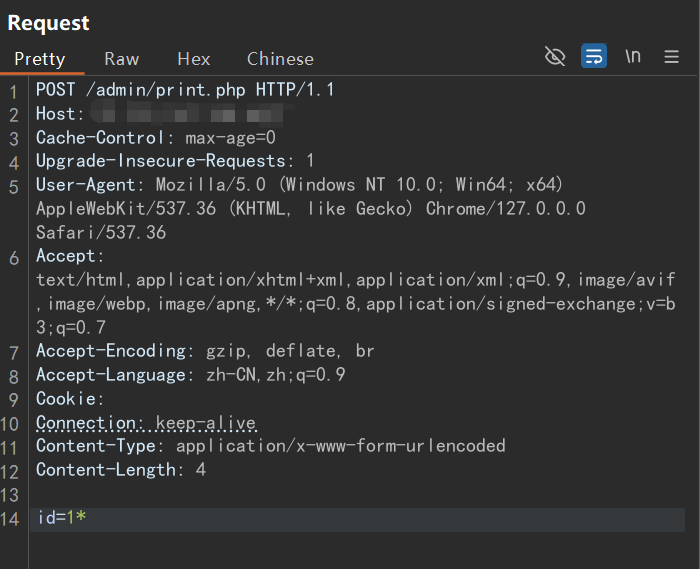 Request
Pretty Raw Hex Chinese \n
1 POST /admin/print.php HTTP/1.1
2 Host:
3 Cache-Control: max-age=0
4 Upgrade-Insecure-Requests: 1
5 User-Agent: Mozilla/5.0 (Windows NT 10.0; Win64; x64)
AppleWebKit/537.36 (KHTML, like Gecko) Chrome/127.0.0.0
Safari/537.36
6 Accept:
text/html,application/xhtml+xml,application/xml;q=0.9,image/avif
,image/webp,image/apng,*/*;q=0.8,application/signed-exchange;v=b
3;q=0.7
7 Accept-Encoding: gzip, deflate, br
8 Accept-Language: zh-CN,zh;q=0.9
9 Cookie:
10 Connection: keep-alive
11 Content-Type: application/x-www-form-urlencoded
12 Content-Length: 4
13
14 id=1*